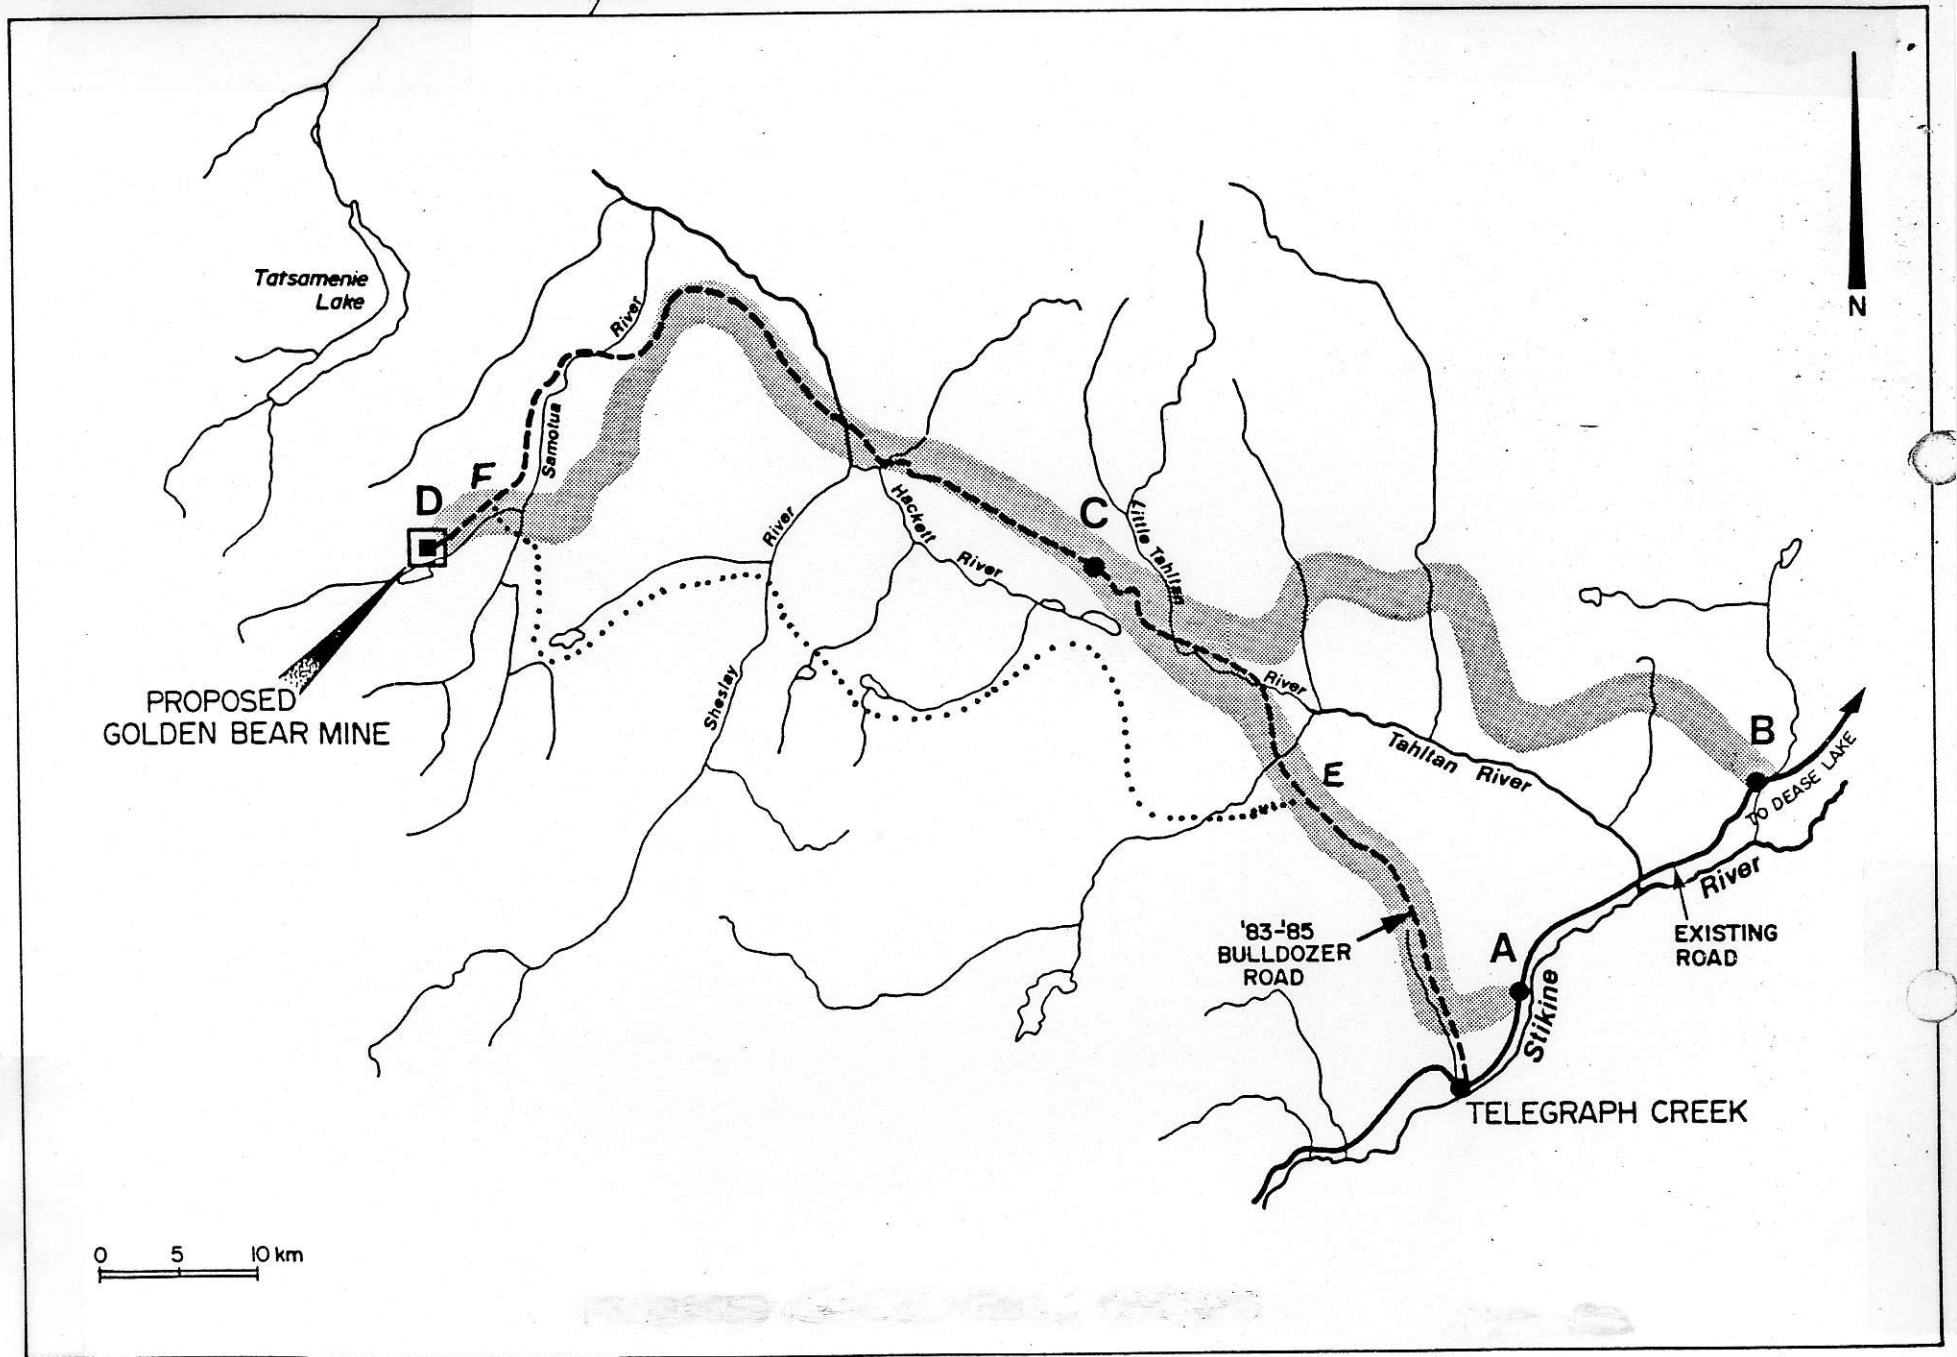 N
Tatsamenie
Lake
River
Samotua
F
D
PROPOSED
GOLDEN BEAR MINE
River
Sheslay
Hackett
River
C
Little Tahltan
River
Tahltan River
E
B
TO DEASE LAKE
River
EXISTING
ROAD
A
'83-'85
BULLDOZER
ROAD
Stikine
TELEGRAPH CREEK
0 5 10 km